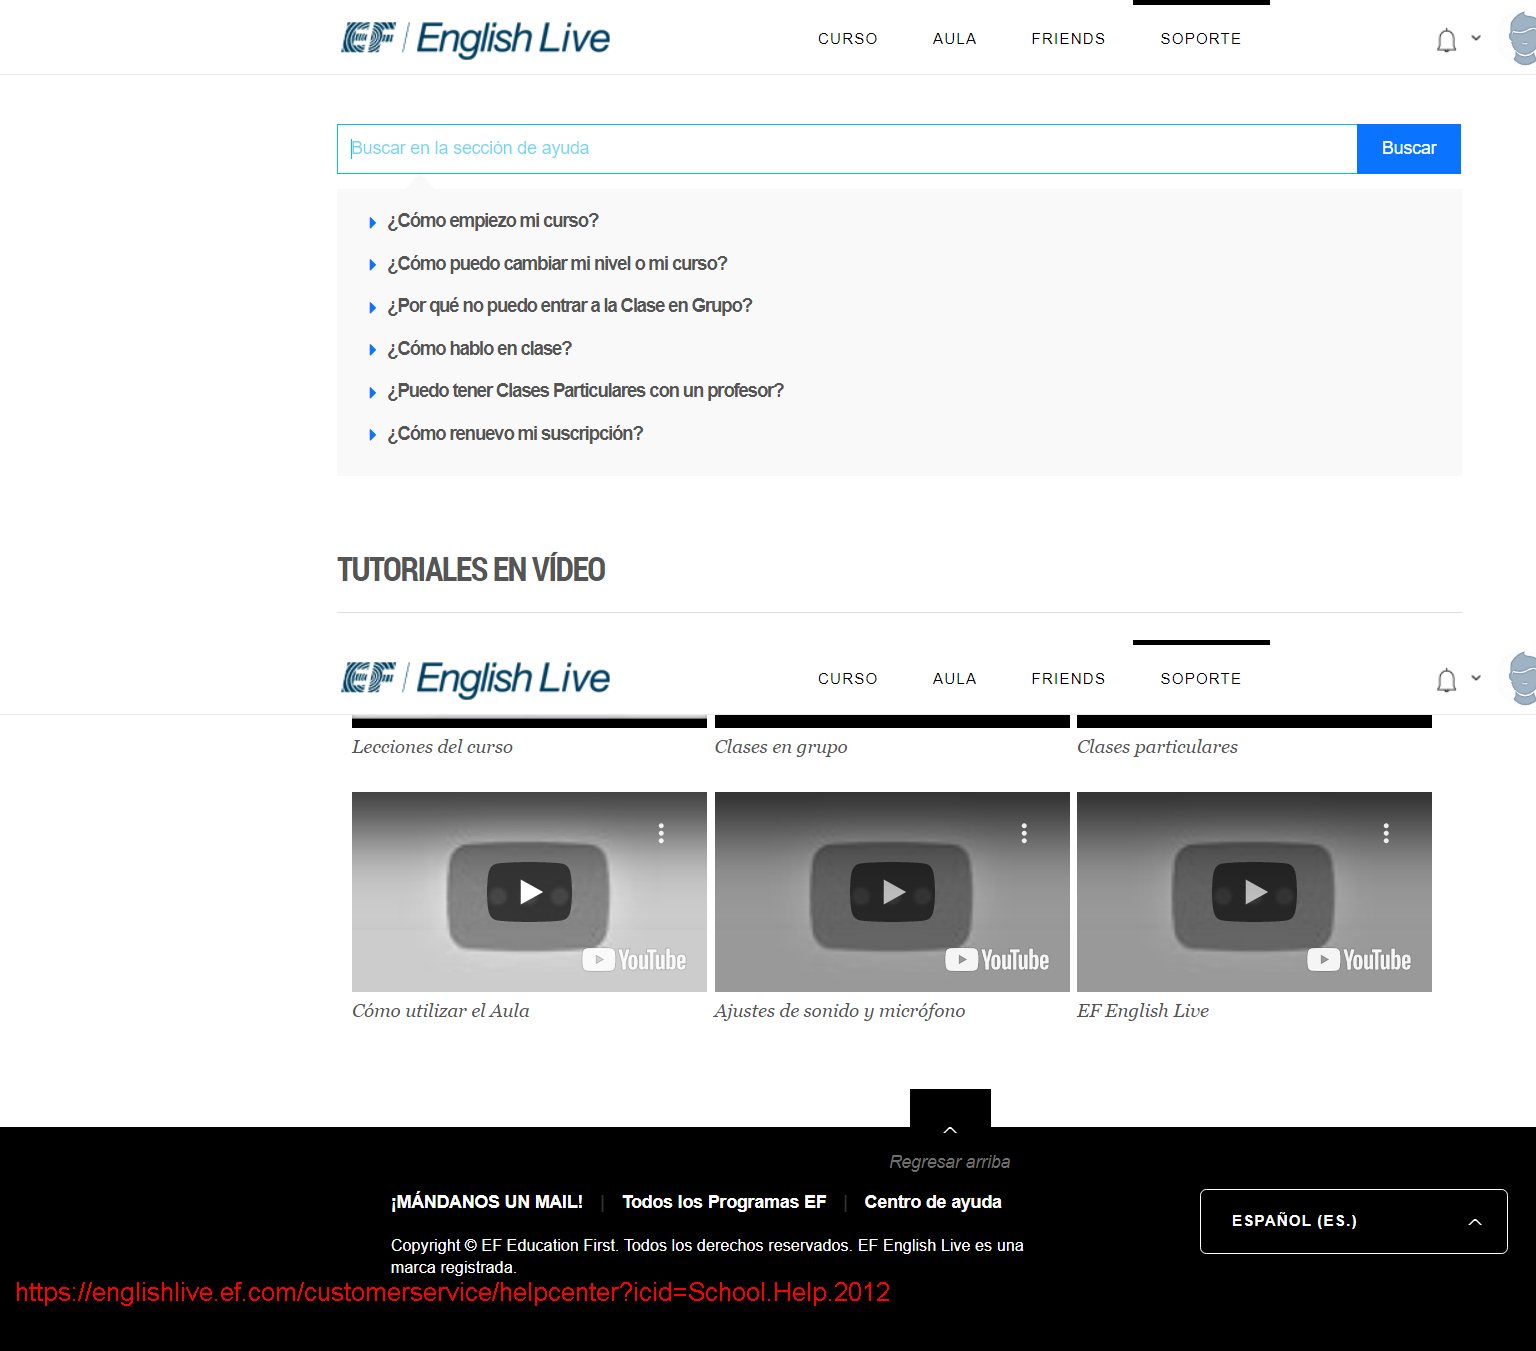 EF English Live
CURSO AULA FRIENDS SOPORTE
Buscar en la sección de ayuda Buscar
¿Cómo empiezo mi curso?
¿Cómo puedo cambiar mi nivel o mi curso?
¿Por qué no puedo entrar a la Clase en Grupo?
¿Cómo hablo en clase?
¿Puedo tener Clases Particulares con un profesor?
¿Cómo renuevo mi suscripción?
TUTORIALES EN VÍDEO
EF English Live
CURSO AULA FRIENDS SOPORTE
Lecciones del curso Clases en grupo Clases particulares
YouTube YouTube YouTube
Cómo utilizar el Aula Ajustes de sonido y micrófono EF English Live
Regresar arriba
¡MÁNDANOS UN MAIL! | Todos los Programas EF | Centro de ayuda
ESPAÑOL (ES.)
Copyright © EF Education First. Todos los derechos reservados. EF English Live es una
marca registrada.
https://englishlive.ef.com/customerservice/helpcenter?icid=School.Help.2012